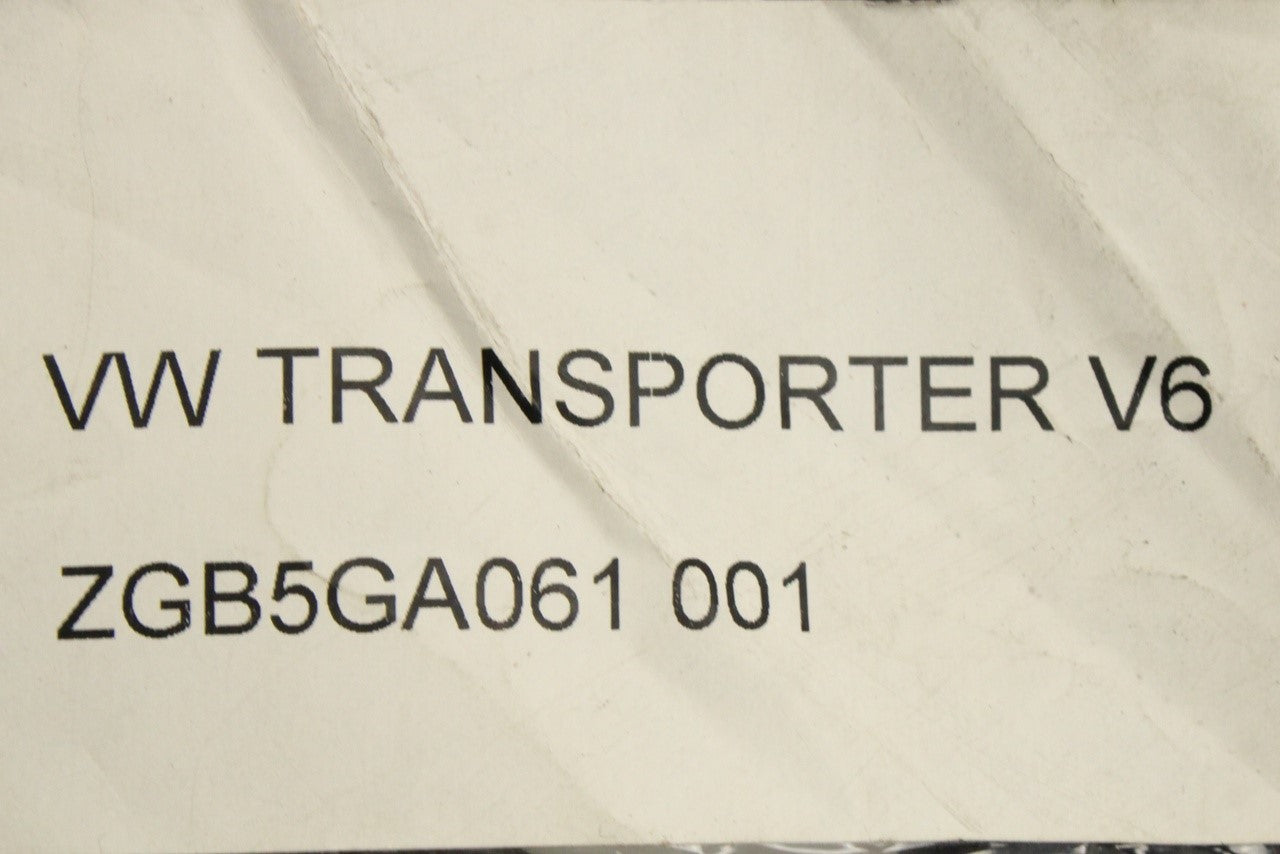 VW TRANSPORTER V6
ZGB5GA061 001